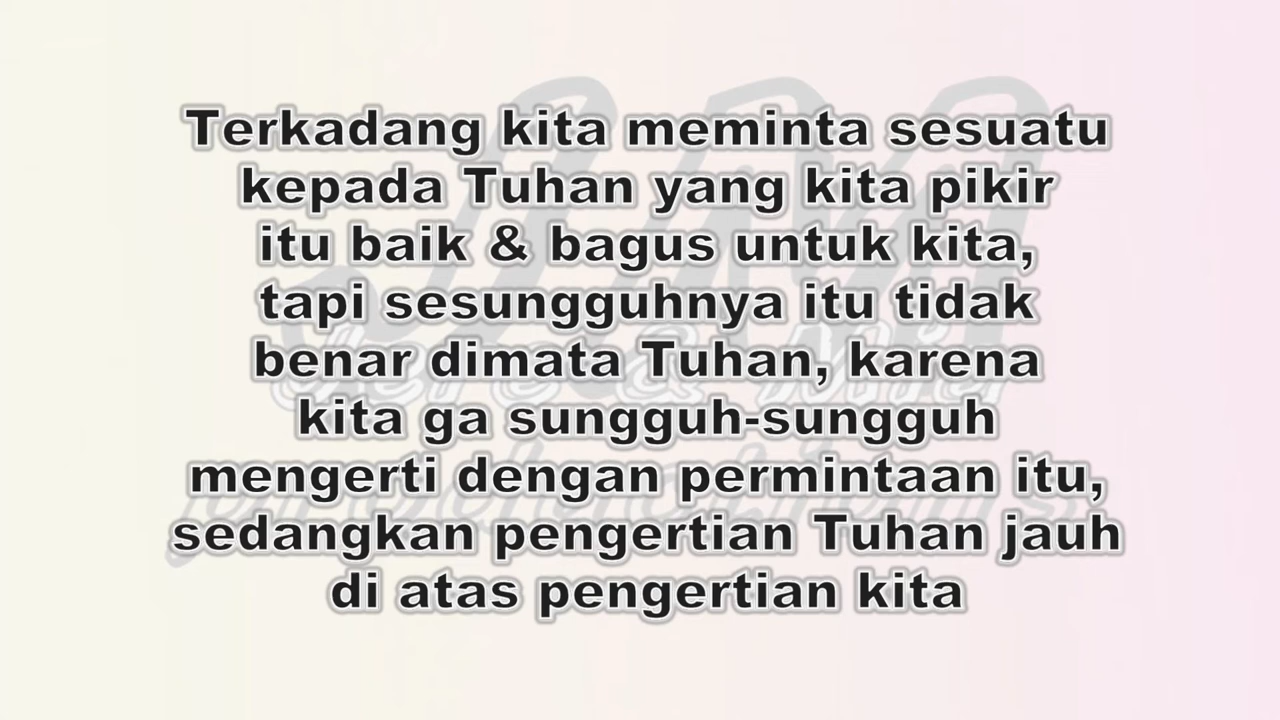 Terkadang kita meminta sesuatu
kepada Tuhan yang kita pikir
itu baik & bagus untuk kita,
tapi sesungguhnya itu tidak
benar dimata Tuhan, karena
kita ga sungguh-sungguh
mengerti dengan permintaan itu,
sedangkan pengertian Tuhan jauh
di atas pengertian kita